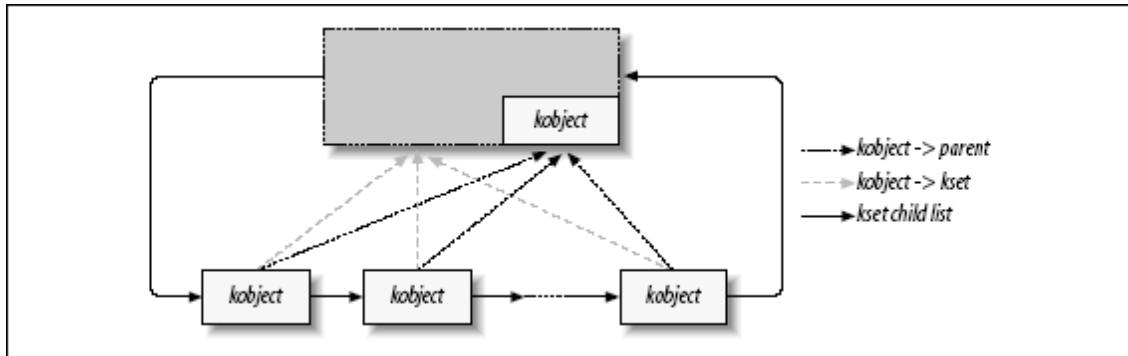 kobject
kobject -> parent
kobject -> kset
kset child list
kobject
kobject
kobject